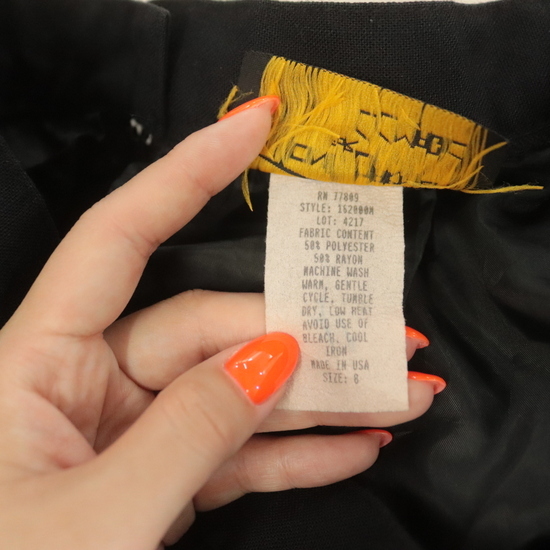 RN 77809
STYLE: 152000M
LOT: 4217
FABRIC CONTENT
50% POLYESTER
50% RAYON
MACHINE WASH
WARM, GENTLE
CYCLE, TUMBLE
DRY, LOW HEAT
AVOID USE OF
BLEACH, COOL
IRON
MADE IN USA
SIZE: 8